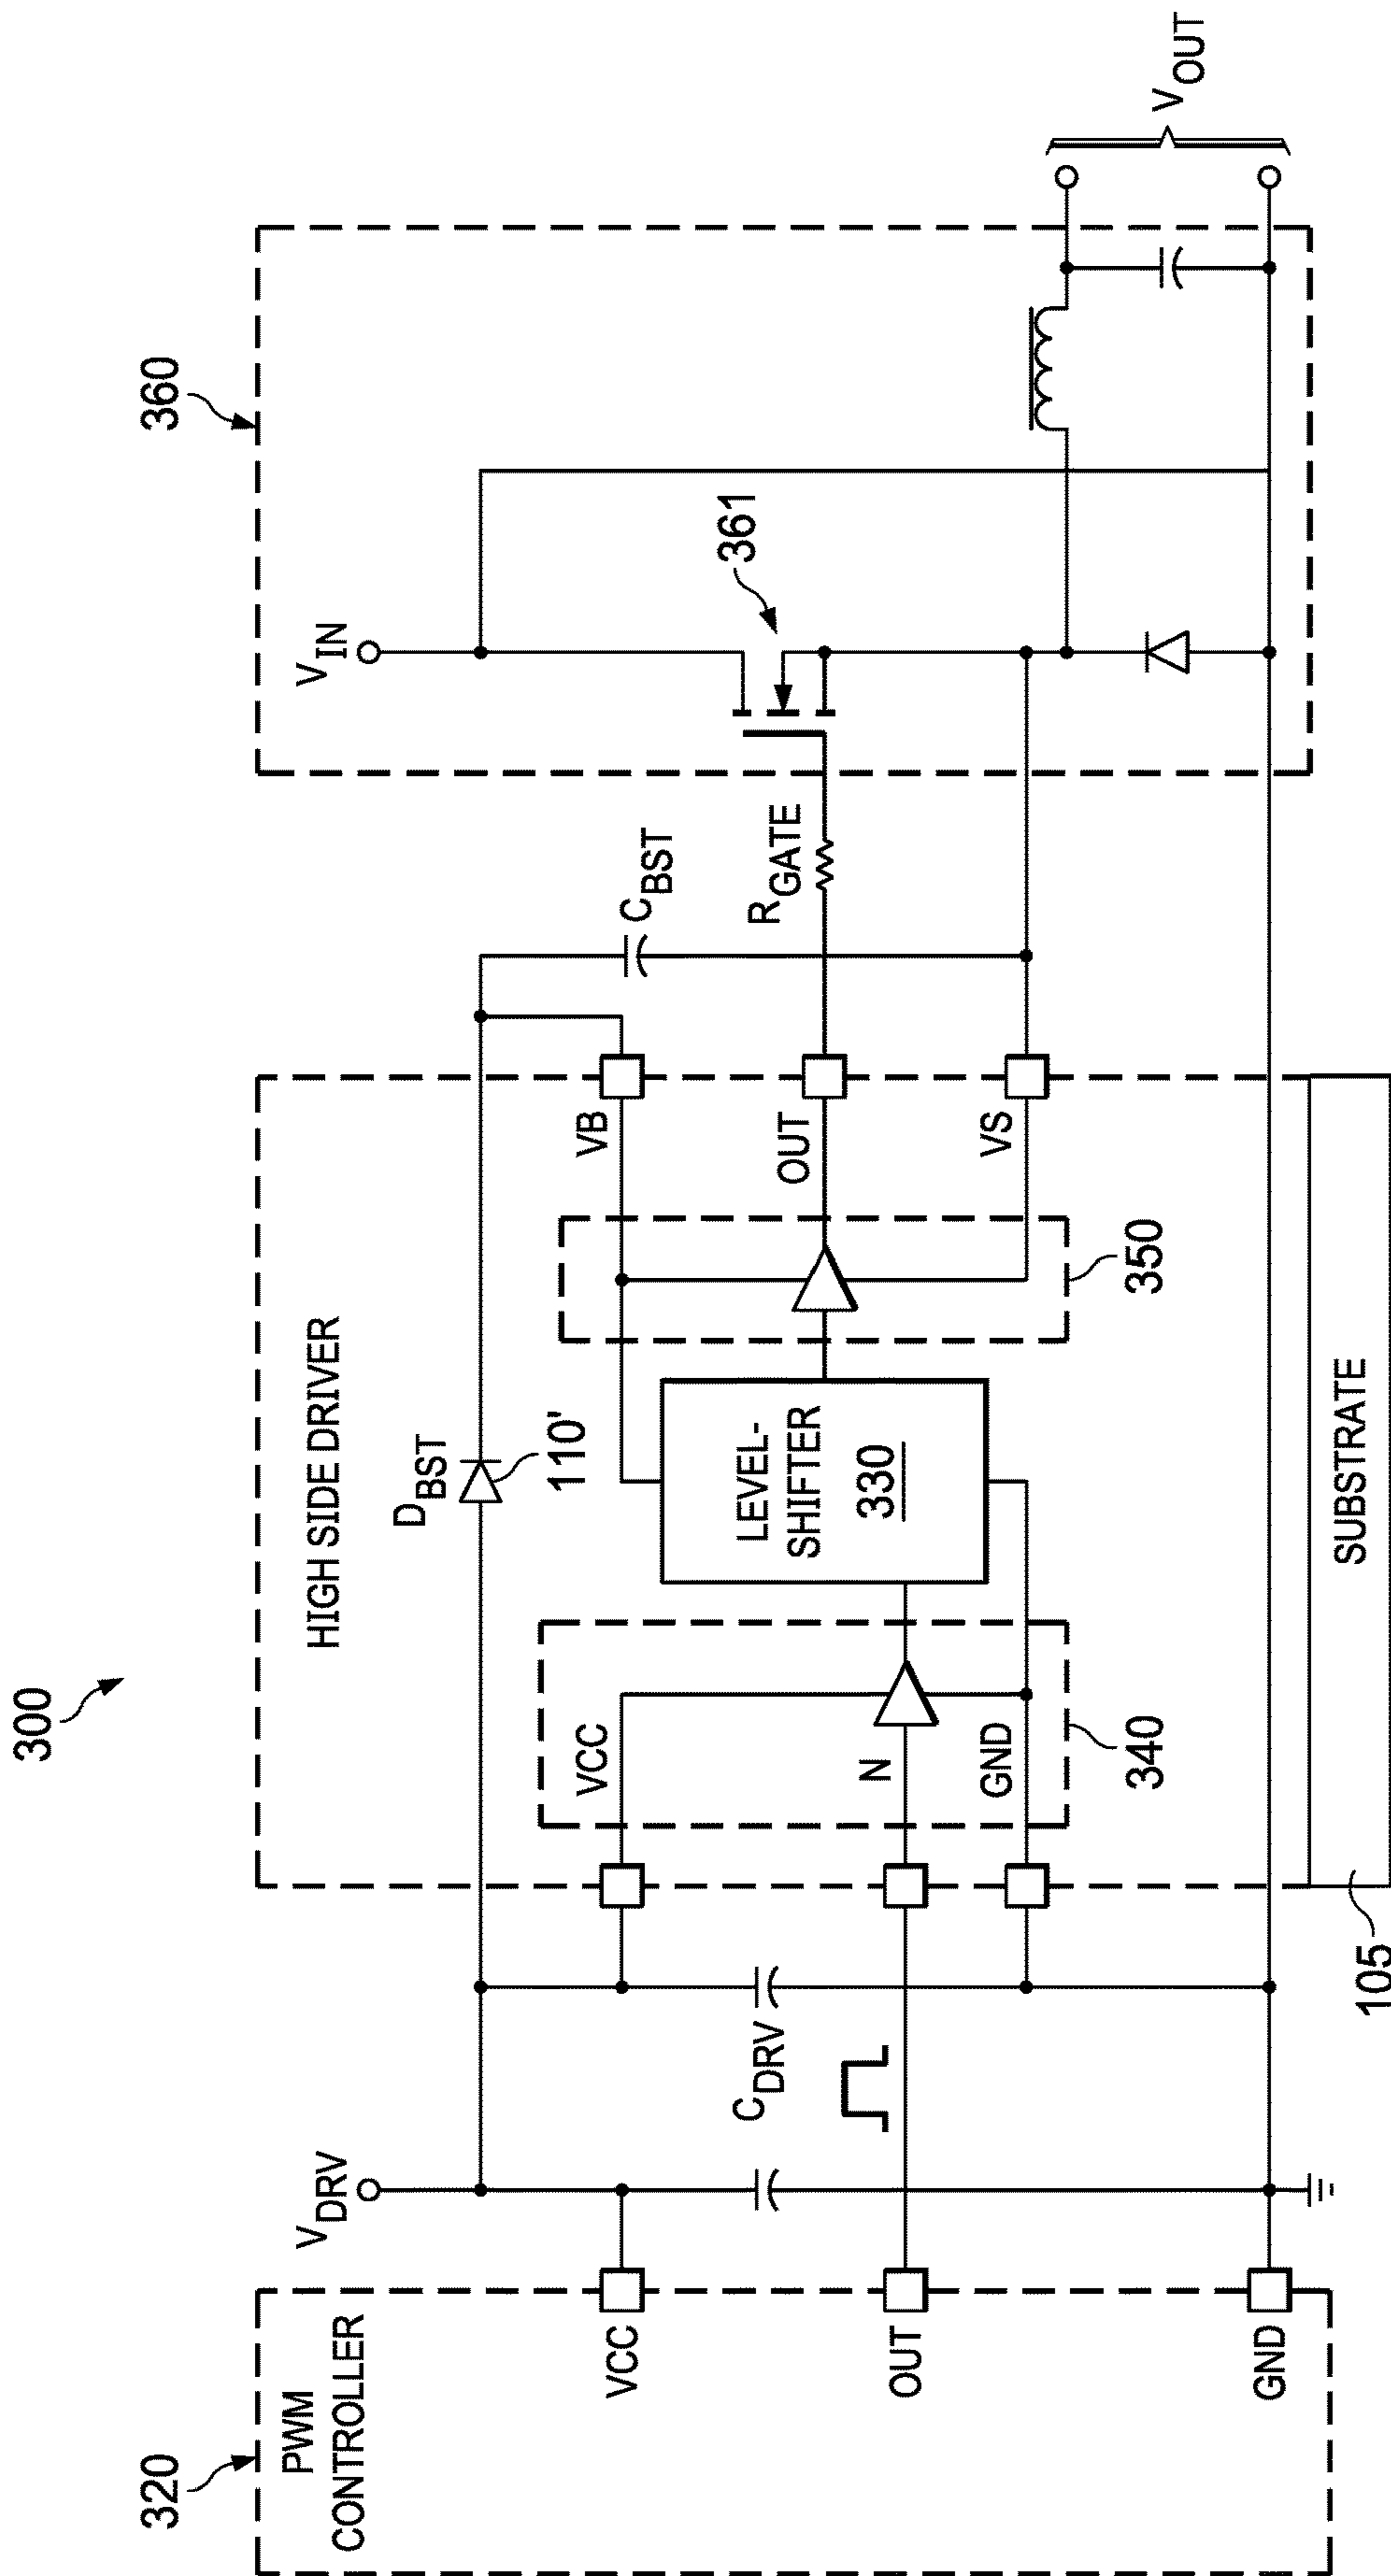 300
320
PWM
CONTROLLER
VCC
OUT
GND
VDRV
CDRV
HIGH SIDE DRIVER
DBST
110'
VCC
N
GND
340
LEVEL-
SHIFTER
330
350
VB
OUT
VS
SUBSTRATE
105
CBST
RGATE
360
VIN
361
VOUT